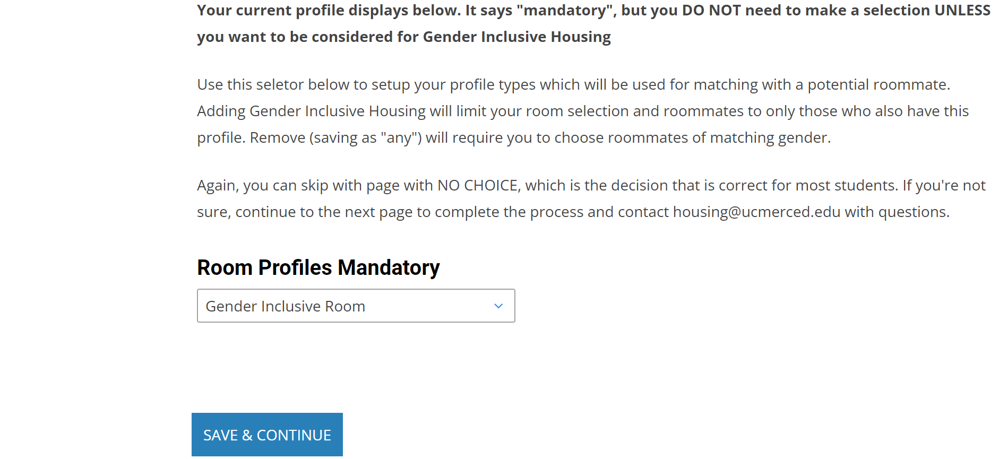 Your current profile displays below. It says "mandatory", but you DO NOT need to make a selection UNLESS
you want to be considered for Gender Inclusive Housing
Use this seletor below to setup your profile types which will be used for matching with a potential roommate.
Adding Gender Inclusive Housing will limit your room selection and roommates to only those who also have this
profile. Remove (saving as "any") will require you to choose roommates of matching gender.
Again, you can skip with page with NO CHOICE, which is the decision that is correct for most students. If you're not
sure, continue to the next page to complete the process and contact housing@ucmerced.edu with questions.
Room Profiles Mandatory
Gender Inclusive Room
SAVE & CONTINUE